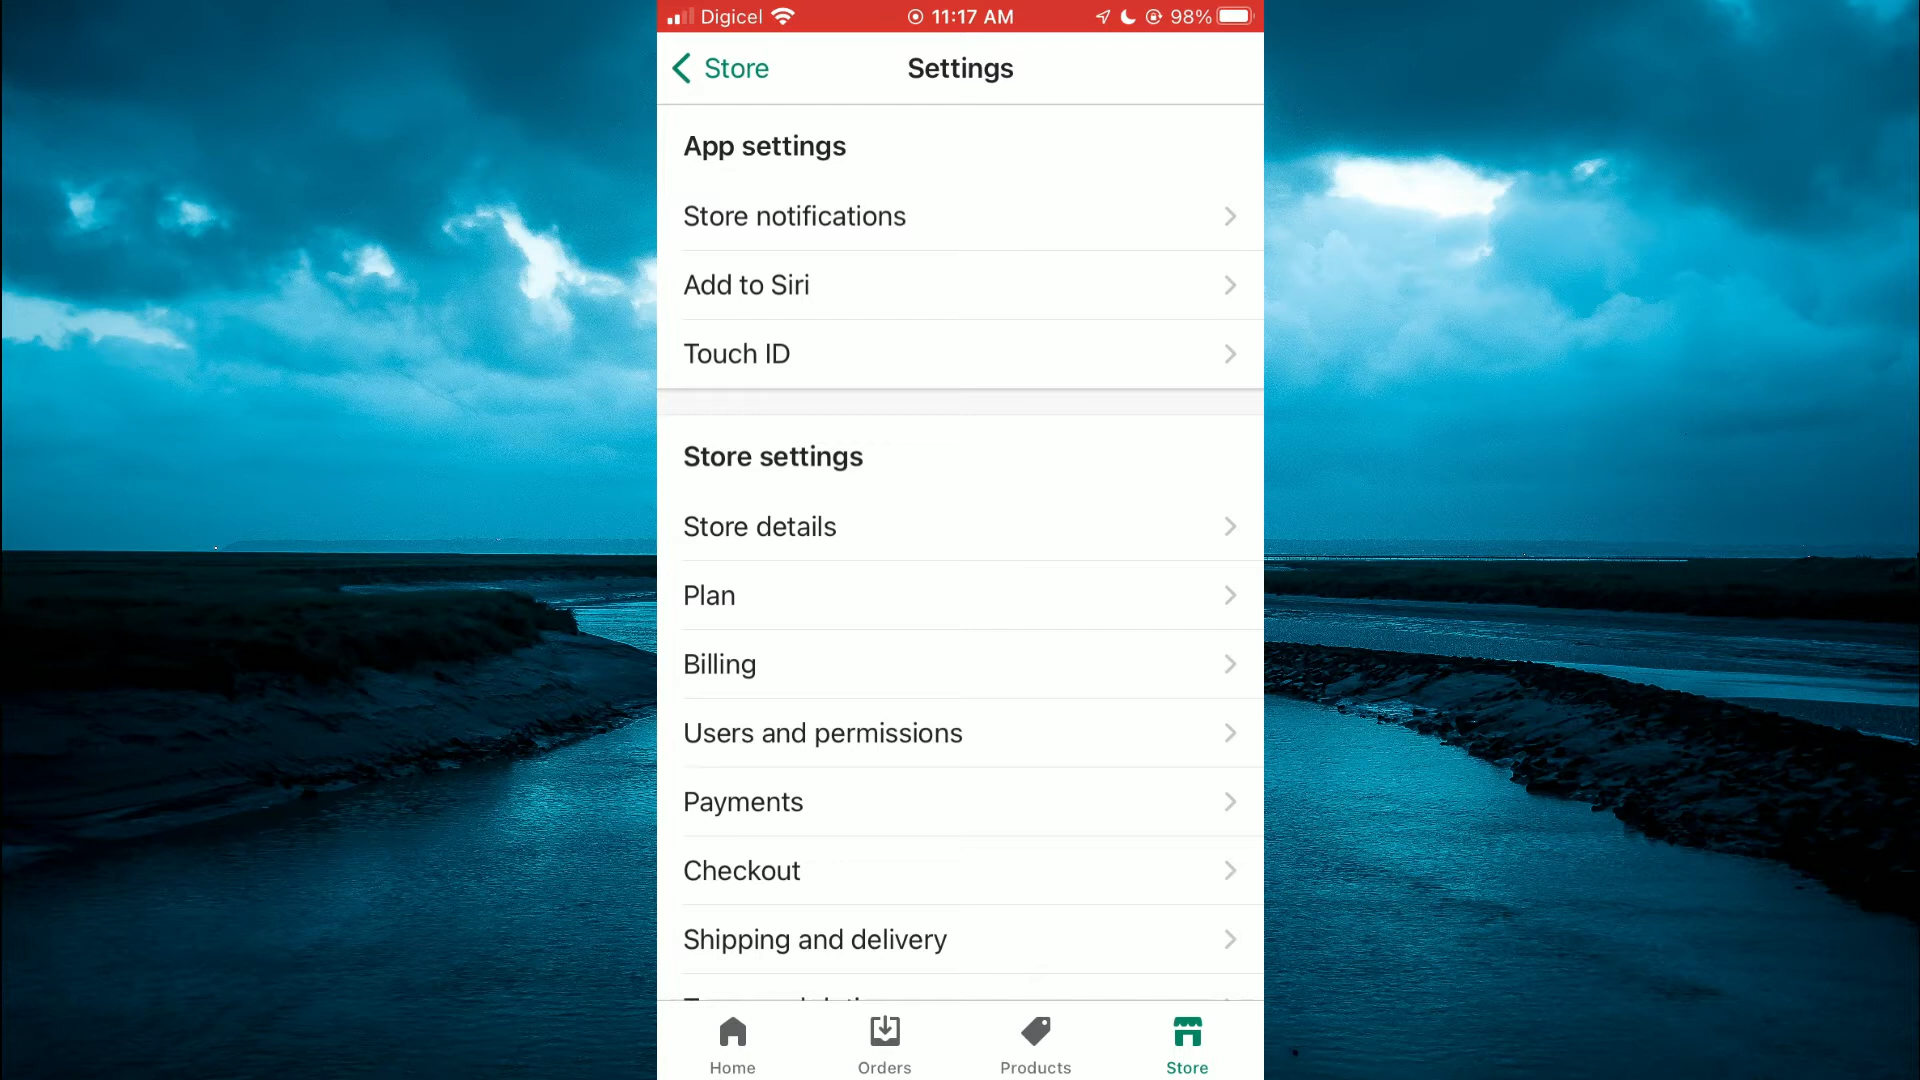 Digicel 11:17 AM 98%
Store Settings
App settings
Store notifications
Add to Siri
Touch ID
Store settings
Store details
Plan
Billing
Users and permissions
Payments
Checkout
Shipping and delivery
Home Orders Products Store